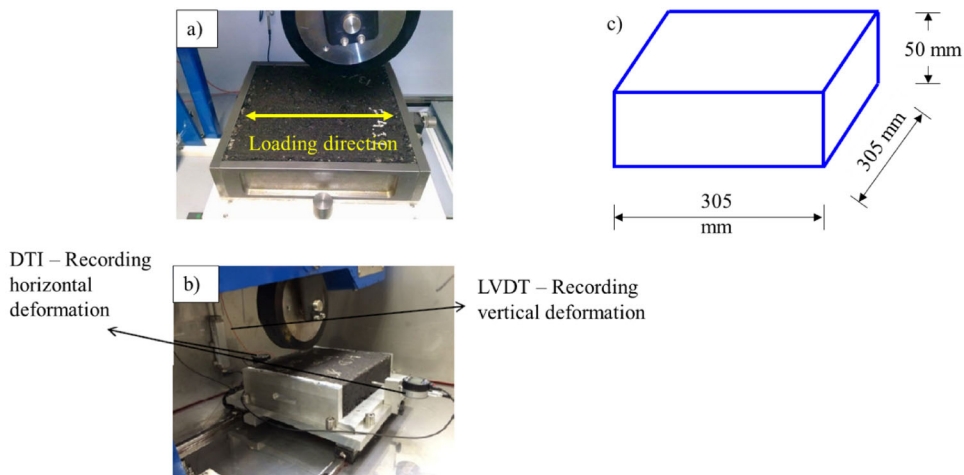 a)
Loading direction
c)
50 mm
305 mm
305
mm
DTI – Recording
horizontal
deformation
b)
LVDT – Recording
vertical deformation